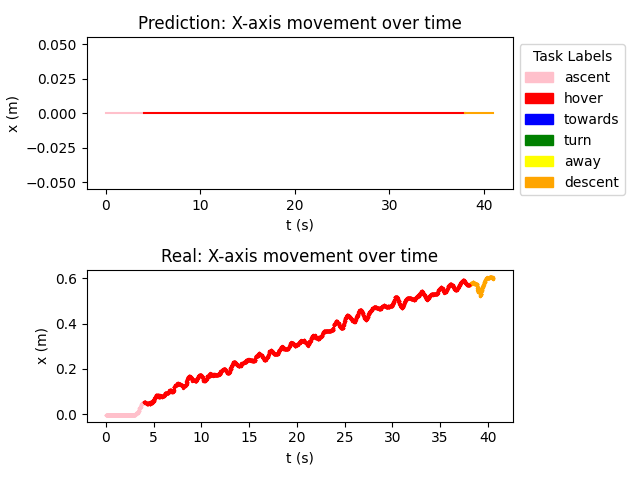 Prediction: X-axis movement over time
0.050
0.025
0.000
−0.025
−0.050
x (m)
0
10
20
30
40
t (s)
Task Labels
ascent
hover
towards
turn
away
descent
Real: X-axis movement over time
0.6
0.4
0.2
0.0
x (m)
0
5
10
15
20
25
30
35
40
t (s)